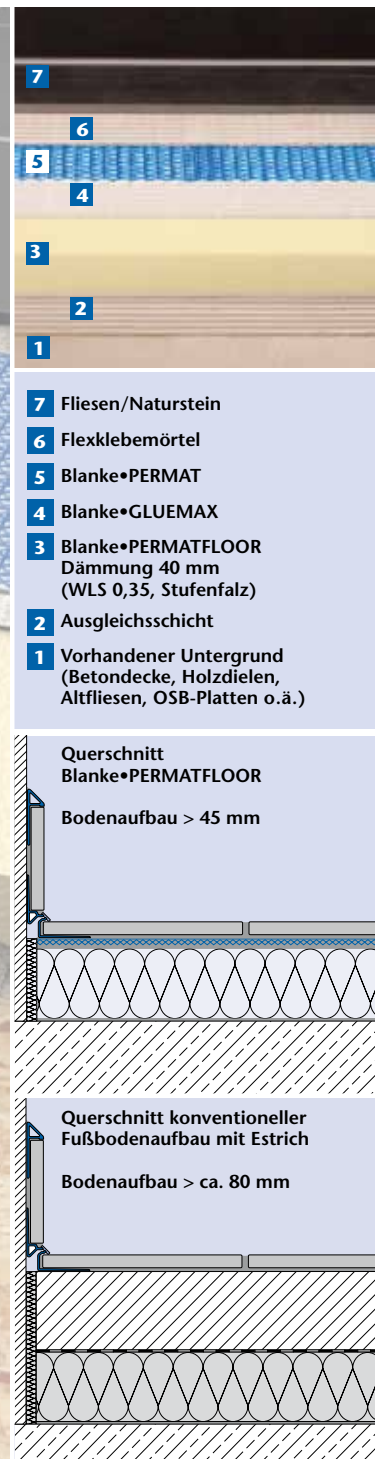 7
6
5
4
3
2
1
7 Fliesen/Naturstein
6 Flexklebemörtel
5 Blanke•PERMAT
4 Blanke•GLUEMAX
3 Blanke•PERMATFLOOR
Dämmung 40 mm
(WLS 0,35, Stufenfalz)
2 Ausgleichsschicht
1 Vorhandener Untergrund
(Betondecke, Holzdielen,
Altfliesen, OSB-Platten o.ä.)
Querschnitt
Blanke•PERMATFLOOR
Bodenaufbau > 45 mm
Querschnitt konventioneller
Fußbodenaufbau mit Estrich
Bodenaufbau > ca. 80 mm